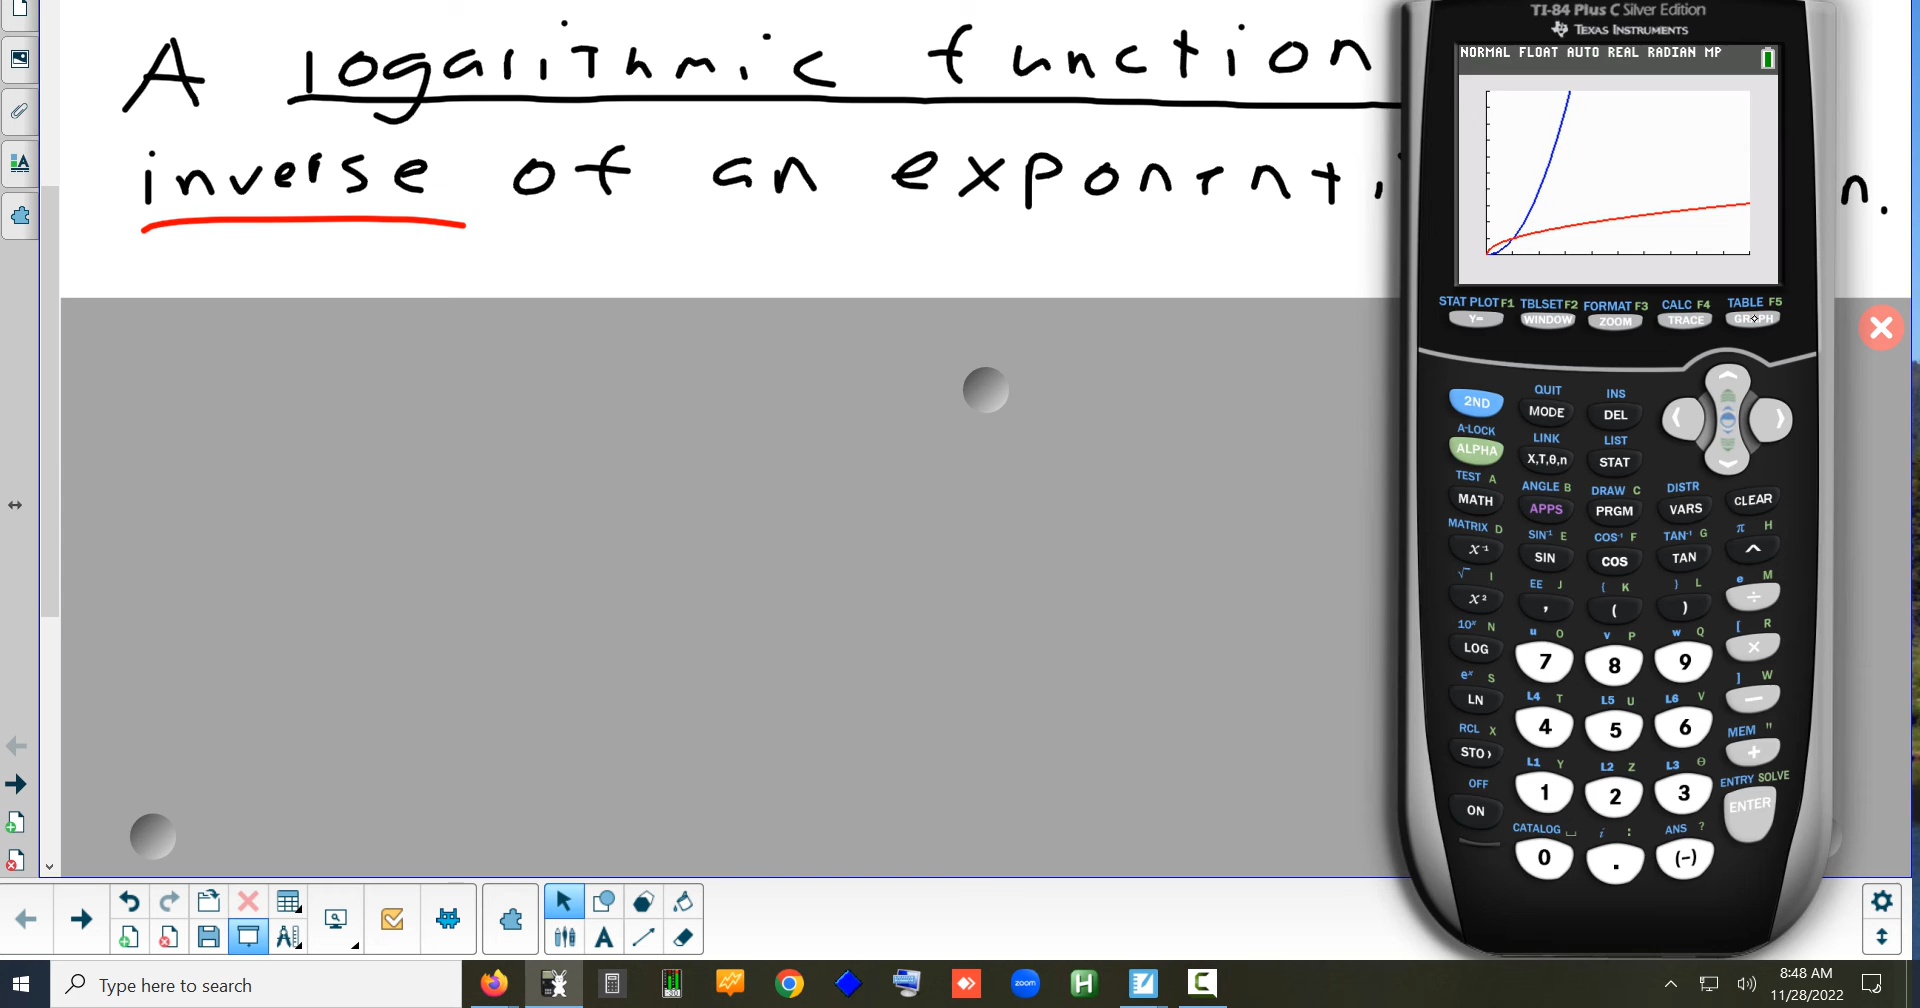 A logarithmic function
inverse of an exponenti n.
TI-84 Plus C Silver Edition
TEXAS INSTRUMENTS
NORMAL FLOAT AUTO REAL RADIAN MP
STAT PLOT F1 TBLSET F2 FORMAT F3 CALC F4 TABLE F5
Y= WINDOW ZOOM TRACE GRAPH
QUIT INS
2ND MODE DEL
A-LOCK LINK LIST
ALPHA X,T,θ,n STAT
TEST A ANGLE B DRAW C DISTR
MATH APPS PRGM VARS CLEAR
MATRIX D SIN⁻¹ E COS⁻¹ F TAN⁻¹ G π H
X⁻¹ SIN COS TAN ^
√ I EE J { K } L e M
X² , ( ) ÷
10ˣ N u O v P w Q [ R
LOG 7 8 9 ×
eˣ S L4 T L5 U L6 V ] W
LN 4 5 6 −
RCL X L1 Y L2 Z L3 θ MEM "
STO› 1 2 3 +
OFF ENTRY SOLVE
ON ENTER
CATALOG ⎵ i : ANS ?
0 . (-)
A
A
Type here to search
zoom
H
C
8:48 AM
11/28/2022